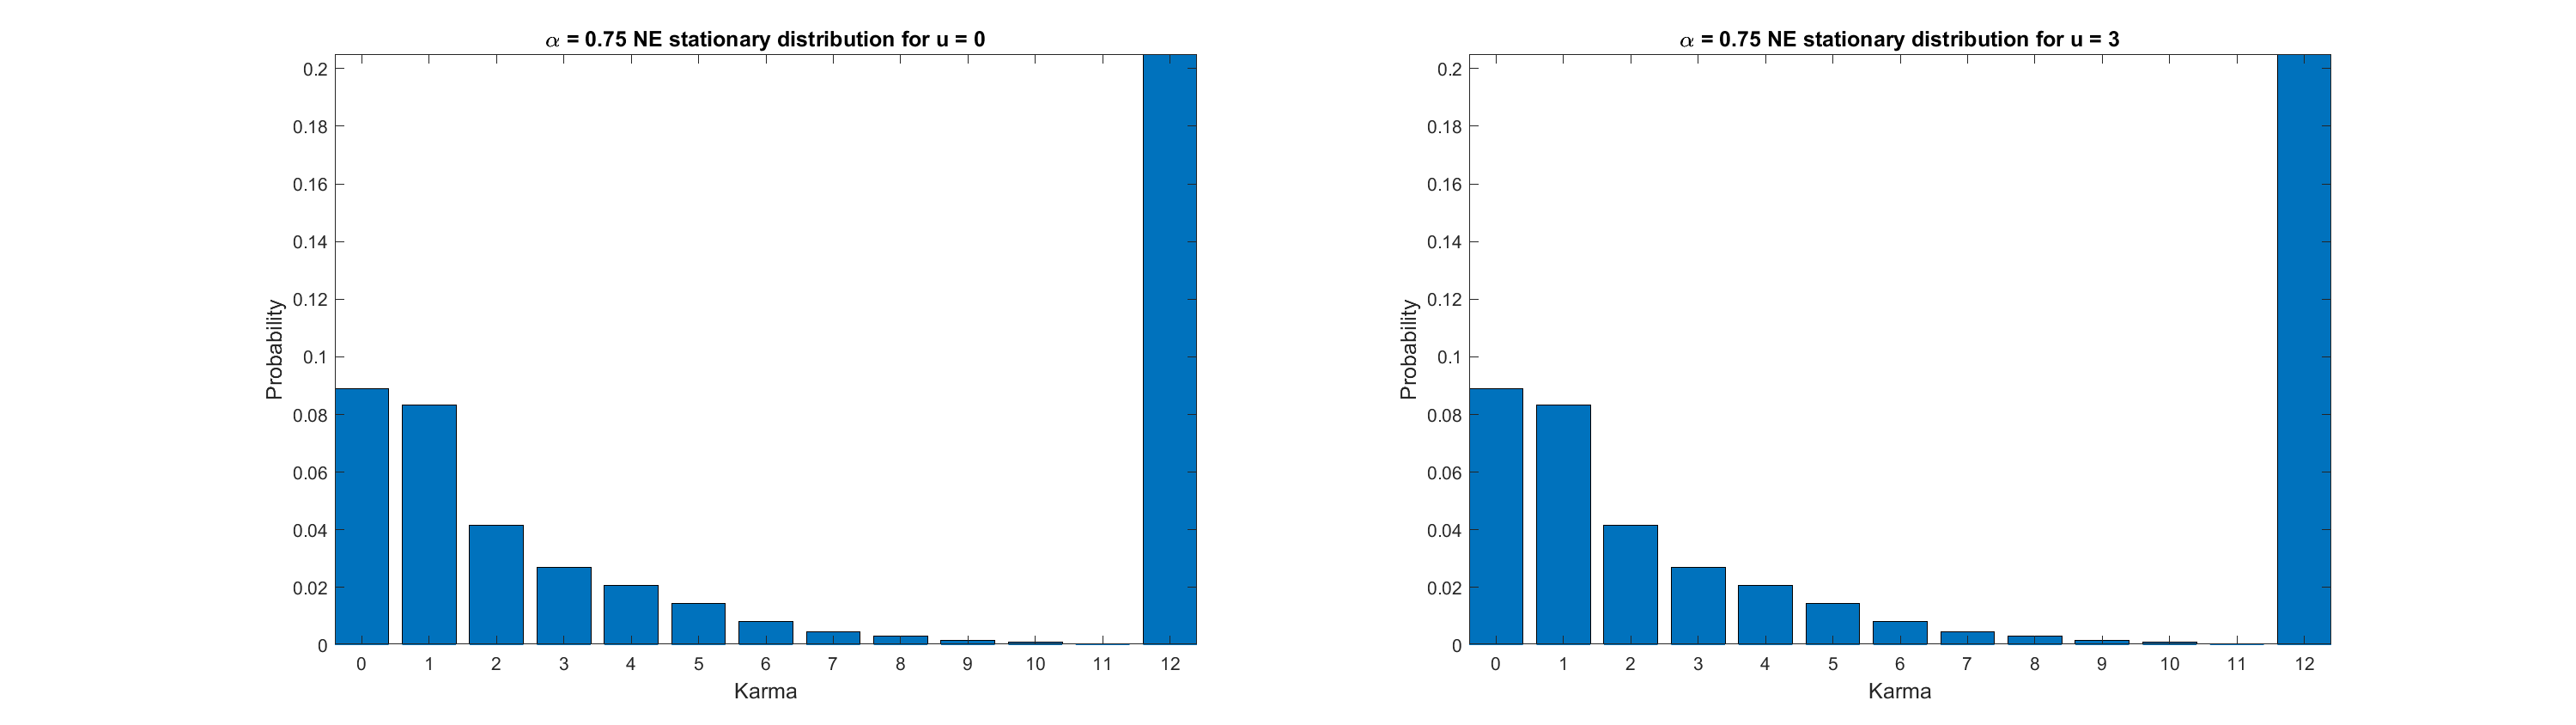 α = 0.75 NE stationary distribution for u = 0
Probability
0.2
0.18
0.16
0.14
0.12
0.1
0.08
0.06
0.04
0.02
0
0 1 2 3 4 5 6 7 8 9 10 11 12
Karma
α = 0.75 NE stationary distribution for u = 3
Probability
0.2
0.18
0.16
0.14
0.12
0.1
0.08
0.06
0.04
0.02
0
0 1 2 3 4 5 6 7 8 9 10 11 12
Karma